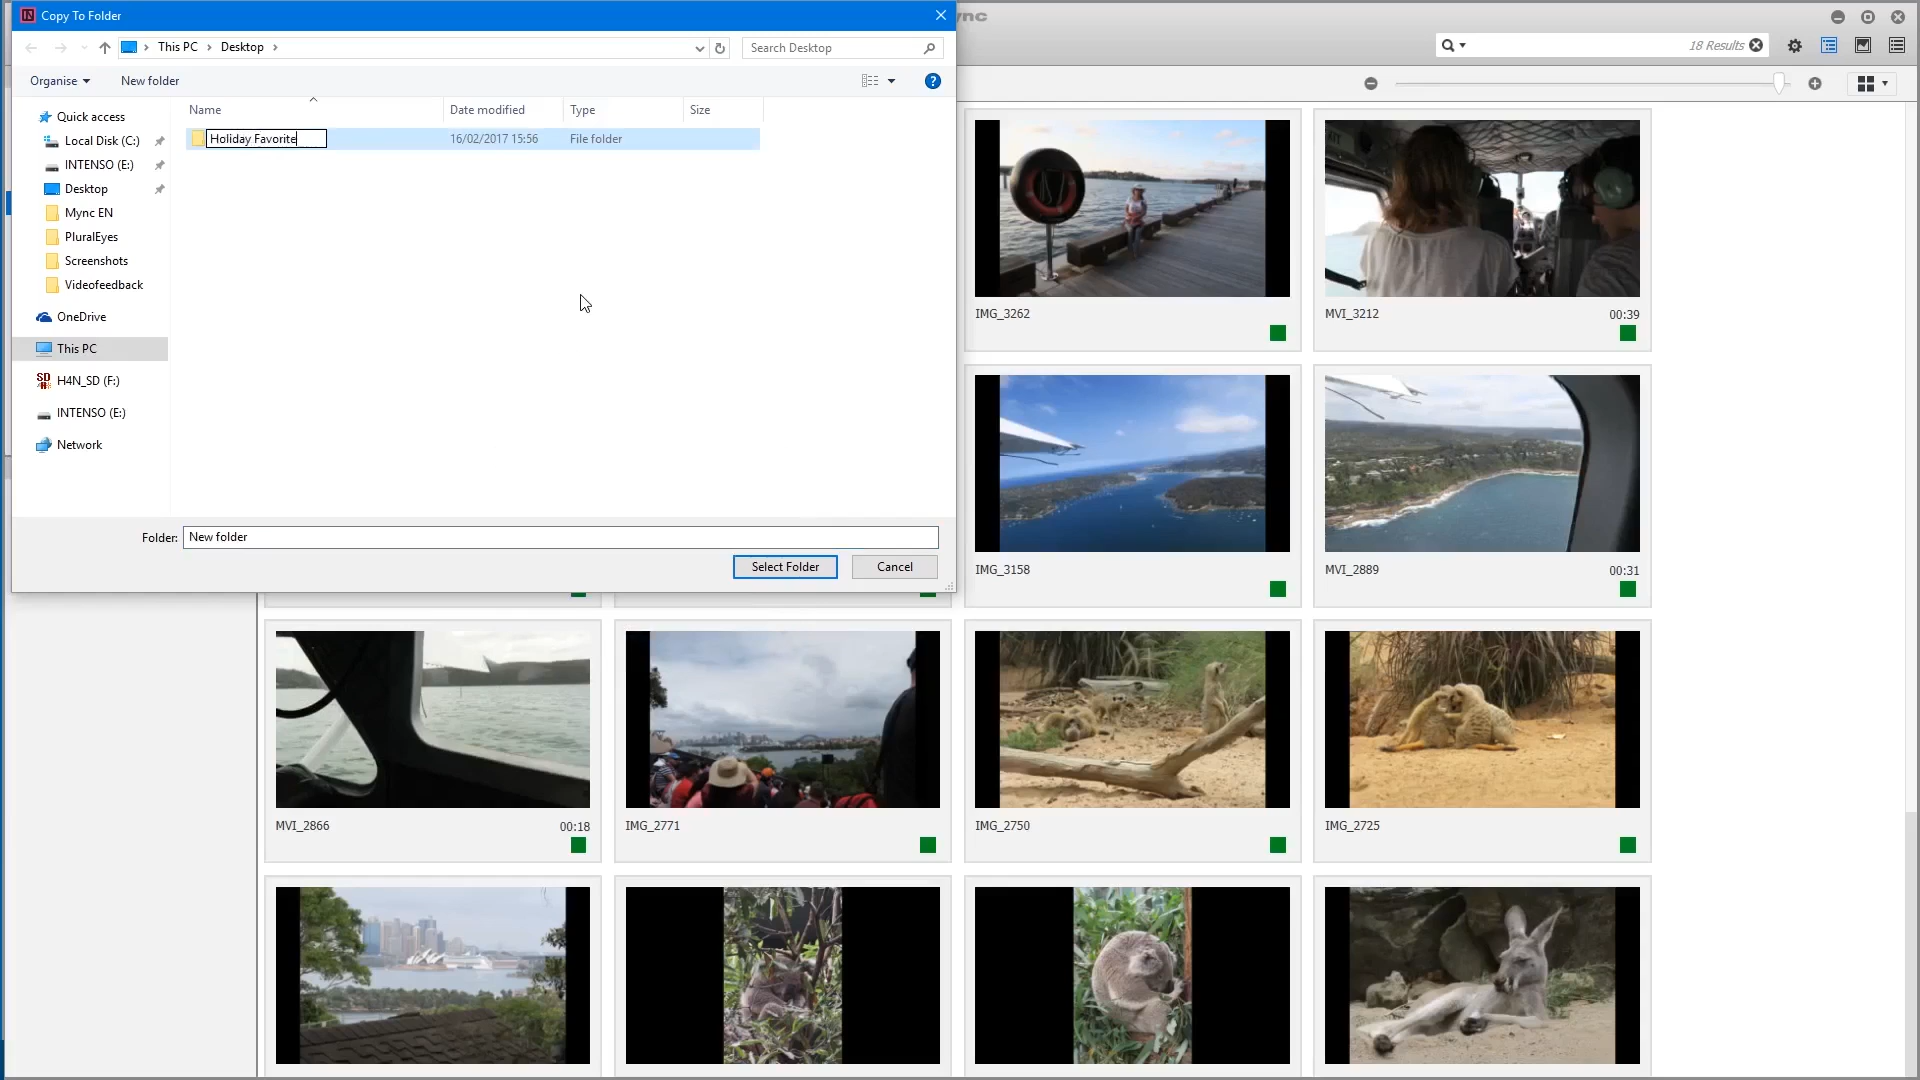 Copy To Folder
This PC > Desktop >
Search Desktop
Organise
New folder
Name
Date modified
Type
Size
Holiday Favorite
16/02/2017 15:56
File folder
Quick access
Local Disk (C:)
INTENSO (E:)
Desktop
Mync EN
PluralEyes
Screenshots
Videofeedback
OneDrive
This PC
SD H4N_SD (F:)
INTENSO (E:)
Network
Folder: New folder
Select Folder
Cancel
18 Results
IMG_3262
MVI_3212 00:39
IMG_3158
MVI_2889 00:31
MVI_2866 00:18
IMG_2771
IMG_2750
IMG_2725